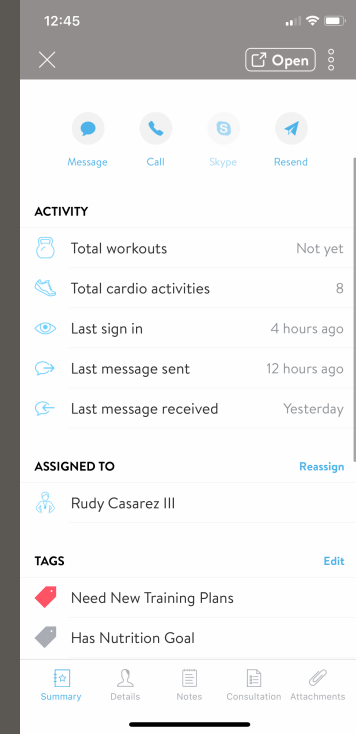 12:45
Open
Message Call Skype Resend
ACTIVITY
Total workouts Not yet
Total cardio activities 8
Last sign in 4 hours ago
Last message sent 12 hours ago
Last message received Yesterday
ASSIGNED TO Reassign
Rudy Casarez III
TAGS Edit
Need New Training Plans
Has Nutrition Goal
Summary Details Notes Consultation Attachments